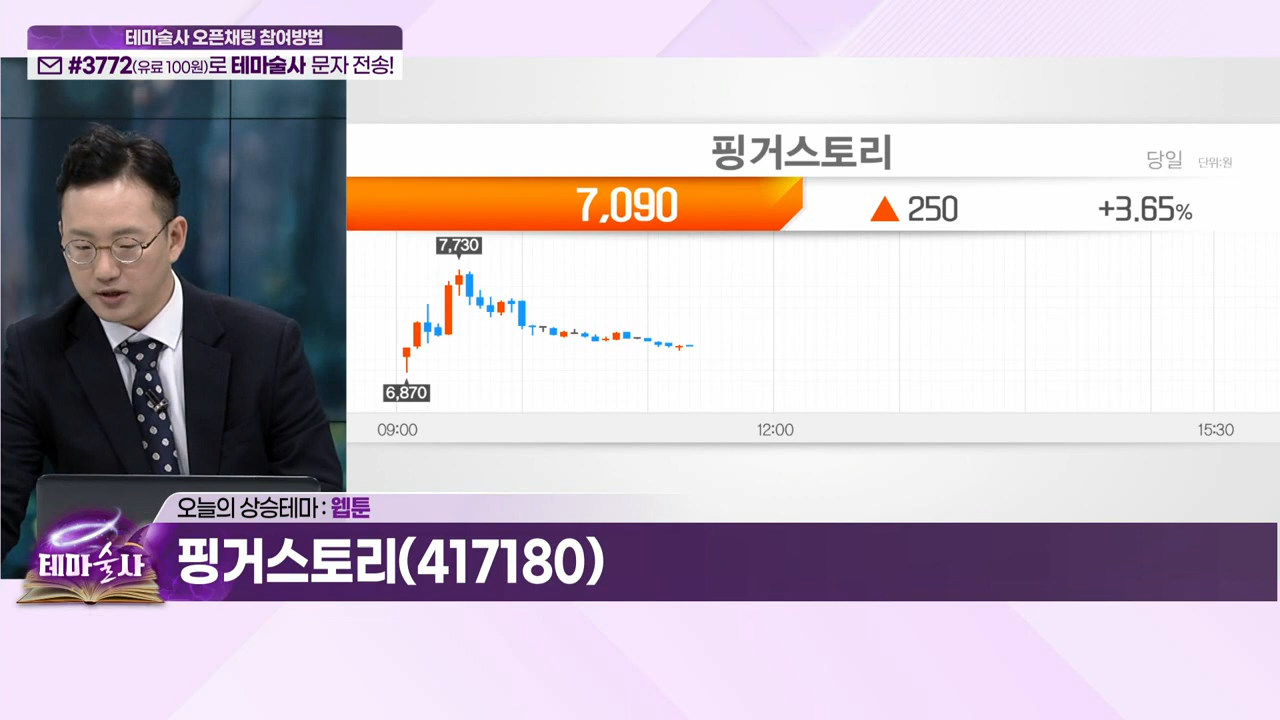 테마술사 오픈채팅 참여방법
#3772(유료 100원)로 테마술사 문자 전송!
핑거스토리
당일 단위:원
7,090 ▲ 250 +3.65%
7,730
6,870
09:00 12:00 15:30
오늘의 상승테마 : 웹툰
테마술사
핑거스토리(417180)